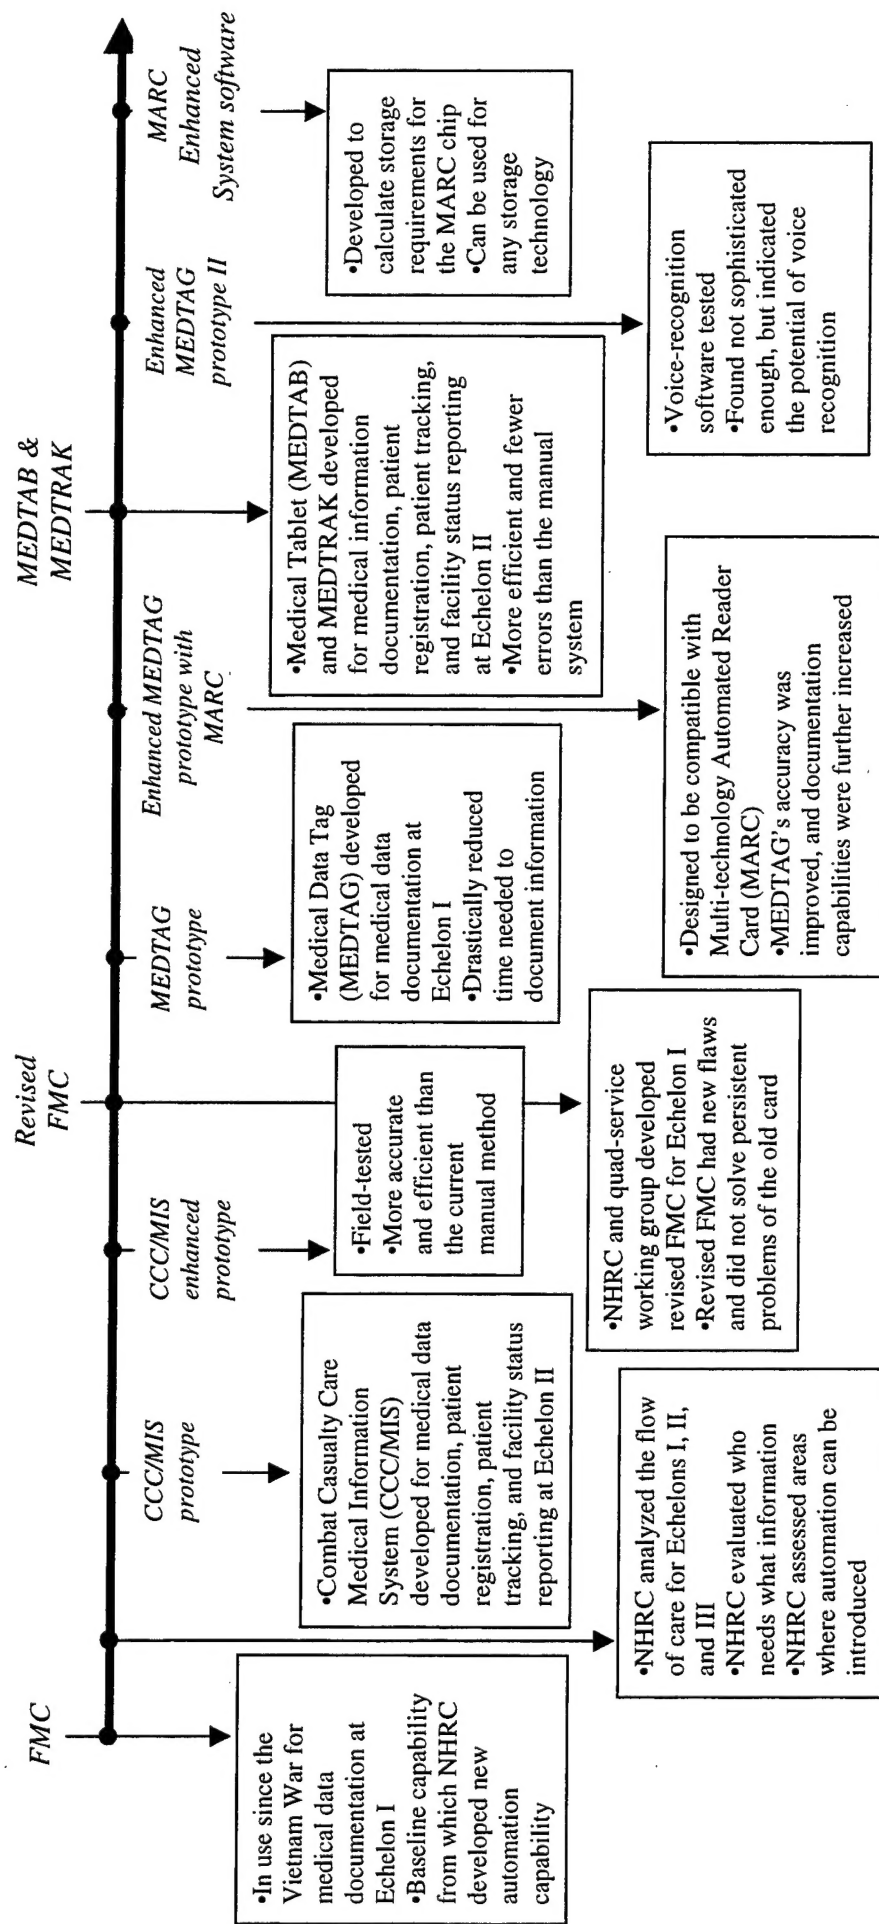 FMC
•In use since the
Vietnam War for
medical data
documentation at
Echelon I
•Baseline capability
from which NHRC
developed new
automation
capability
•NHRC analyzed the flow
of care for Echelons I, II,
and III
•NHRC evaluated who
needs what information
•NHRC assessed areas
where automation can be
introduced
CCC/MIS
prototype
•Combat Casualty Care
Medical Information
System (CCC/MIS)
developed for medical data
documentation, patient
registration, patient
tracking, and facility status
reporting at Echelon II
CCC/MIS
enhanced
prototype
•Field-tested
•More accurate
and efficient than
the current
manual method
Revised
FMC
•NHRC and quad-service
working group developed
revised FMC for Echelon I
•Revised FMC had new flaws
and did not solve persistent
problems of the old card
MEDTAG
prototype
•Medical Data Tag
(MEDTAG) developed
for medical data
documentation at
Echelon I
•Drastically reduced
time needed to
document information
Enhanced MEDTAG
prototype with
MARC
•Designed to be compatible with
Multi-technology Automated Reader
Card (MARC)
•MEDTAG's accuracy was
improved, and documentation
capabilities were further increased
MEDTAB &
MEDTRAK
•Medical Tablet (MEDTAB)
and MEDTRAK developed
for medical information
documentation, patient
registration, patient tracking,
and facility status reporting
at Echelon II
•More efficient and fewer
errors than the manual
system
Enhanced
MEDTAG
prototype II
•Voice-recognition
software tested
•Found not sophisticated
enough, but indicated
the potential of voice
recognition
MARC
Enhanced
System software
•Developed to
calculate storage
requirements for
the MARC chip
•Can be used for
any storage
technology